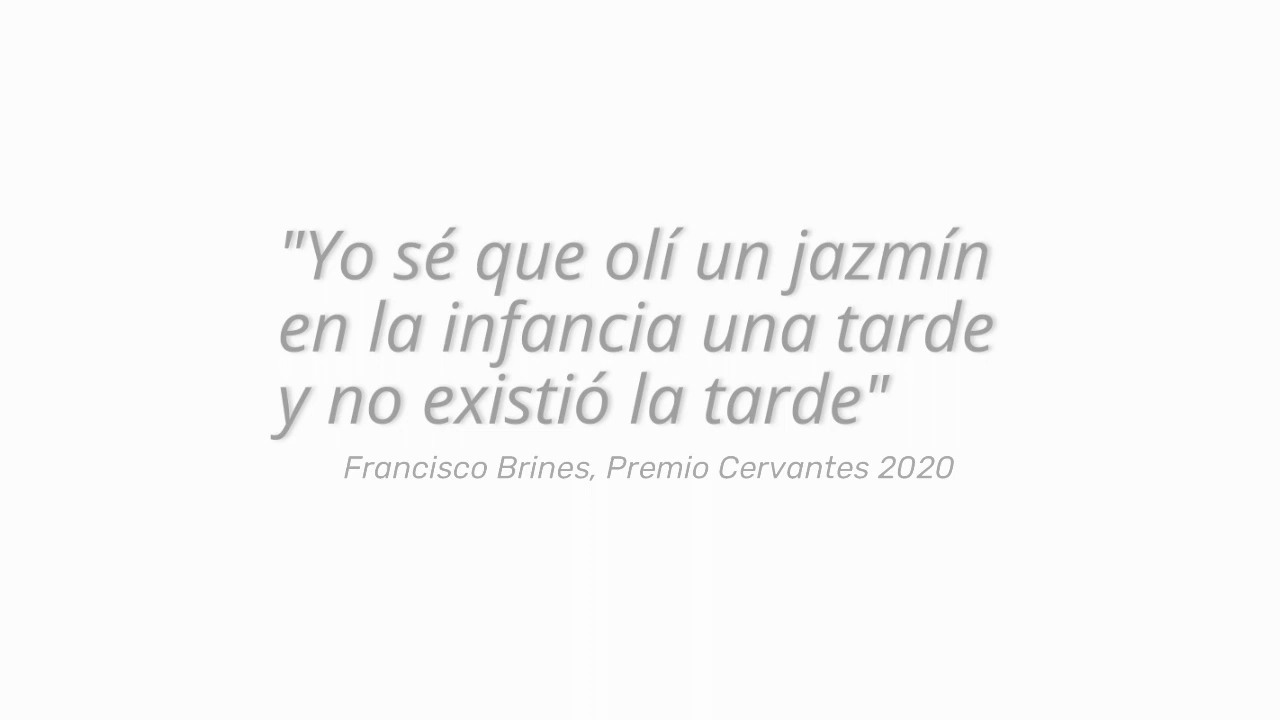 "Yo sé que olí un jazmín
en la infancia una tarde
y no existió la tarde"
Francisco Brines, Premio Cervantes 2020